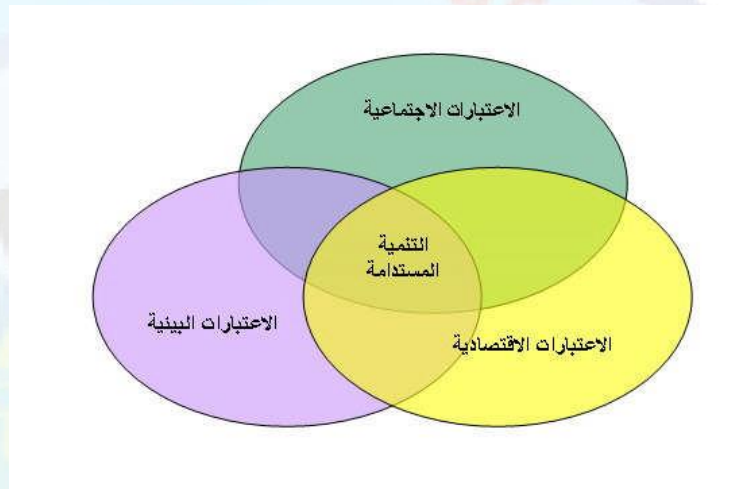 الاعتبارات الاجتماعية
التنمية
المستدامة
الاعتبارات البيئية
الاعتبارات الاقتصادية